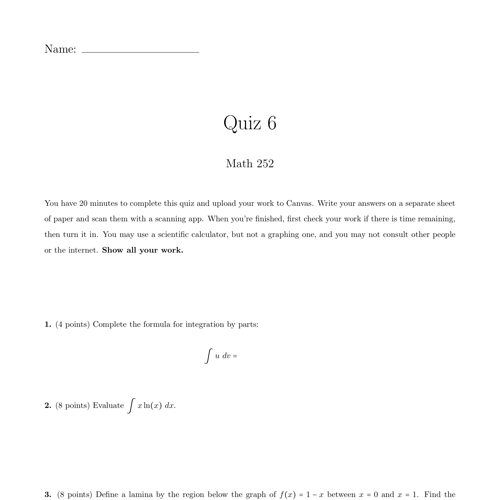 Name:
Quiz 6
Math 252
You have 20 minutes to complete this quiz and upload your work to Canvas. Write your answers on a separate sheet
of paper and scan them with a scanning app. When you're finished, first check your work if there is time remaining,
then turn it in. You may use a scientific calculator, but not a graphing one, and you may not consult other people
or the internet. Show all your work.
1. (4 points) Complete the formula for integration by parts:
∫ u dv =
2. (8 points) Evaluate ∫ x ln(x) dx.
3. (8 points) Define a lamina by the region below the graph of f(x) = 1 − x between x = 0 and x = 1. Find the